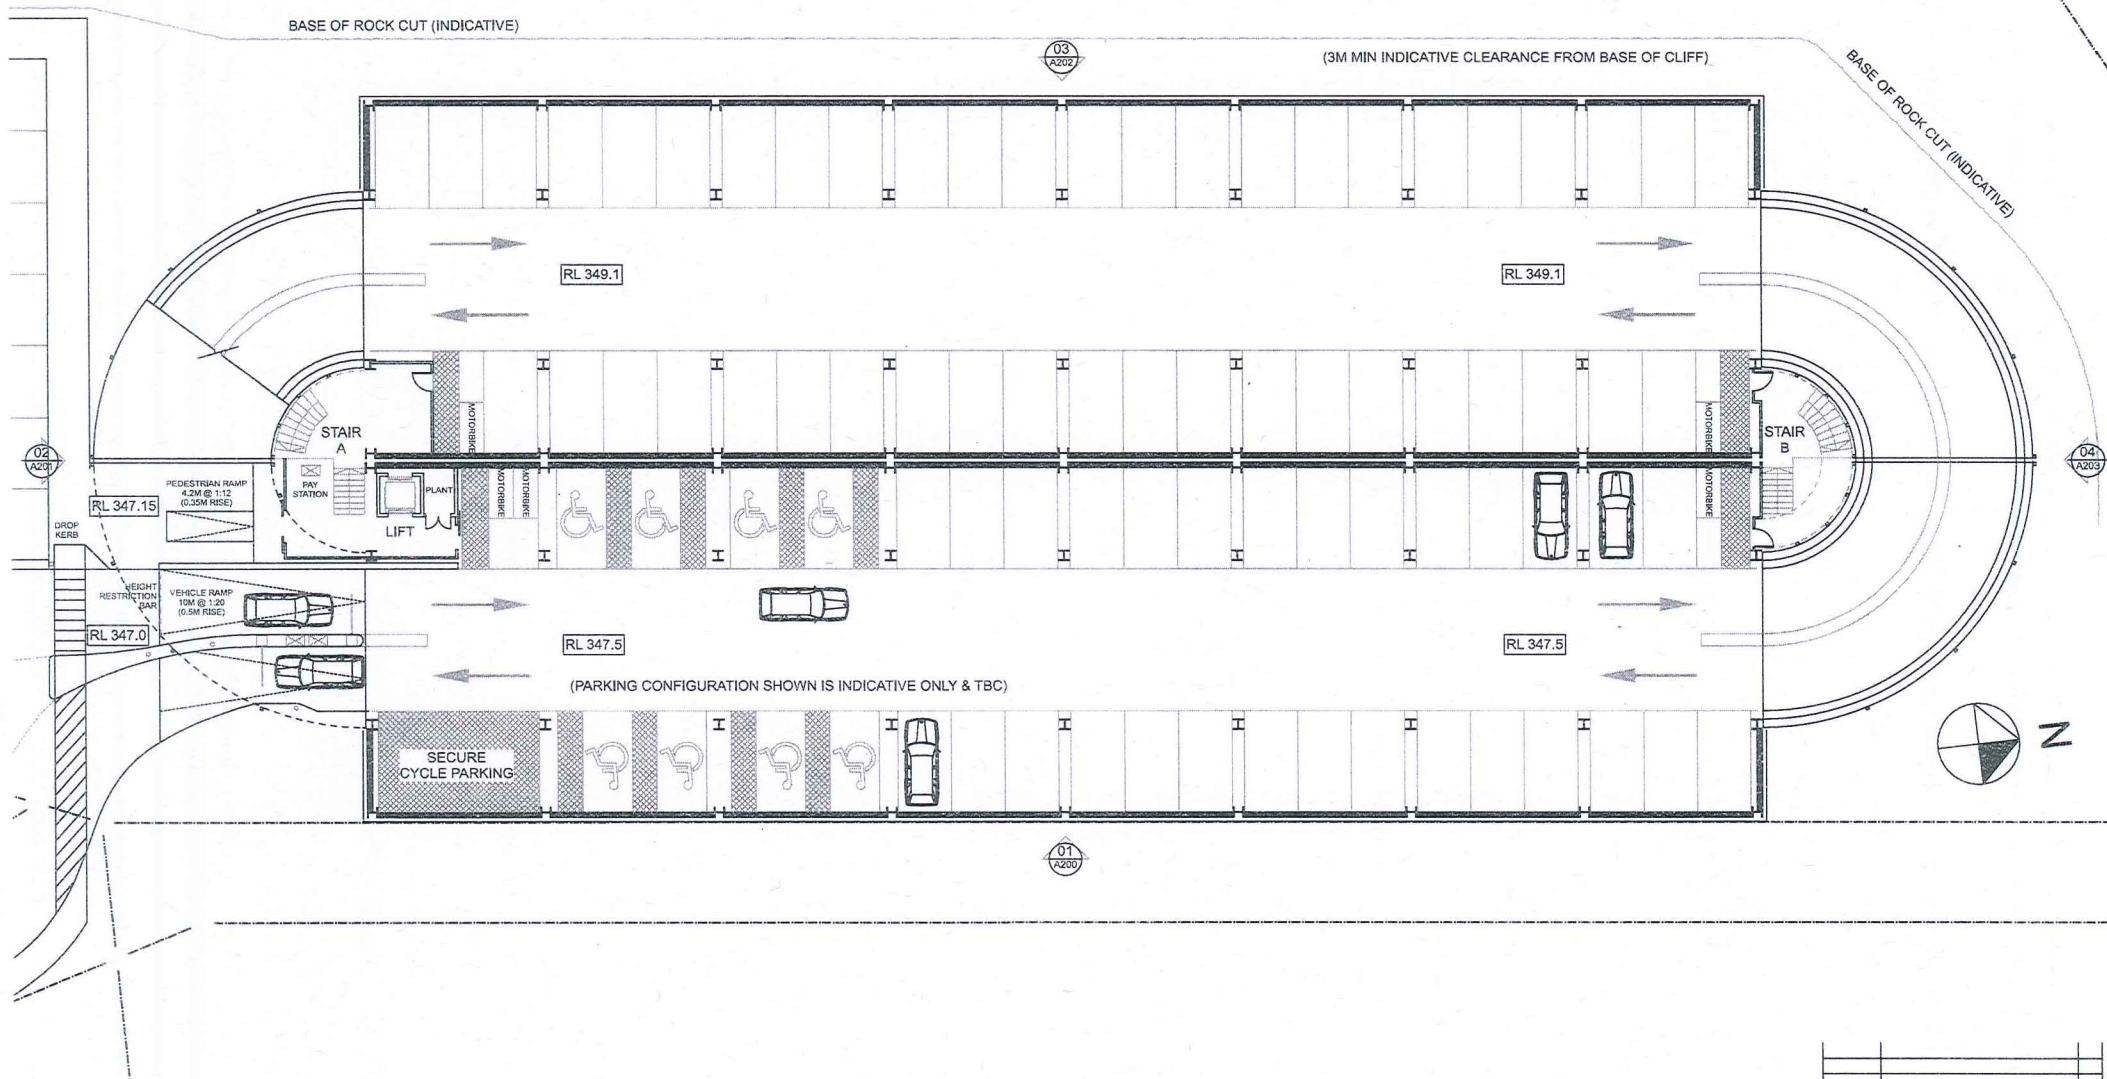 BASE OF ROCK CUT (INDICATIVE)
03
A202
(3M MIN INDICATIVE CLEARANCE FROM BASE OF CLIFF)
BASE OF ROCK CUT (INDICATIVE)
RL 349.1
RL 349.1
MOTORBIKE
MOTORBIKE
STAIR
A
STAIR
B
02
A201
04
A203
PEDESTRIAN RAMP
4.2M @ 1:12
(0.35M RISE)
PAY
STATION
PLANT
LIFT
MOTORBIKE
MOTORBIKE
MOTORBIKE
RL 347.15
DROP
KERB
HEIGHT
RESTRICTION
BAR
VEHICLE RAMP
10M @ 1:20
(0.5M RISE)
RL 347.0
RL 347.5
RL 347.5
(PARKING CONFIGURATION SHOWN IS INDICATIVE ONLY & TBC)
SECURE
CYCLE PARKING
N
01
A200